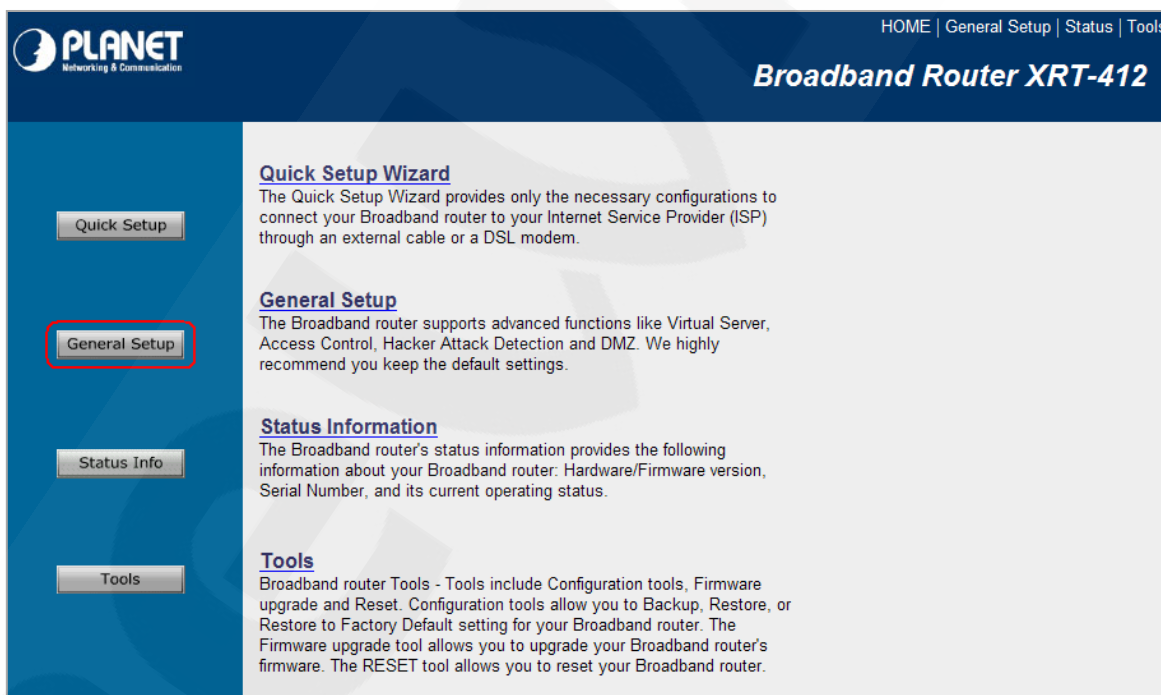 PLANET
Networking & Communication
HOME | General Setup | Status | Tools
Broadband Router XRT-412
Quick Setup
Quick Setup Wizard
The Quick Setup Wizard provides only the necessary configurations to
connect your Broadband router to your Internet Service Provider (ISP)
through an external cable or a DSL modem.
General Setup
General Setup
The Broadband router supports advanced functions like Virtual Server,
Access Control, Hacker Attack Detection and DMZ. We highly
recommend you keep the default settings.
Status Info
Status Information
The Broadband router's status information provides the following
information about your Broadband router: Hardware/Firmware version,
Serial Number, and its current operating status.
Tools
Tools
Broadband router Tools - Tools include Configuration tools, Firmware
upgrade and Reset. Configuration tools allow you to Backup, Restore, or
Restore to Factory Default setting for your Broadband router. The
Firmware upgrade tool allows you to upgrade your Broadband router's
firmware. The RESET tool allows you to reset your Broadband router.